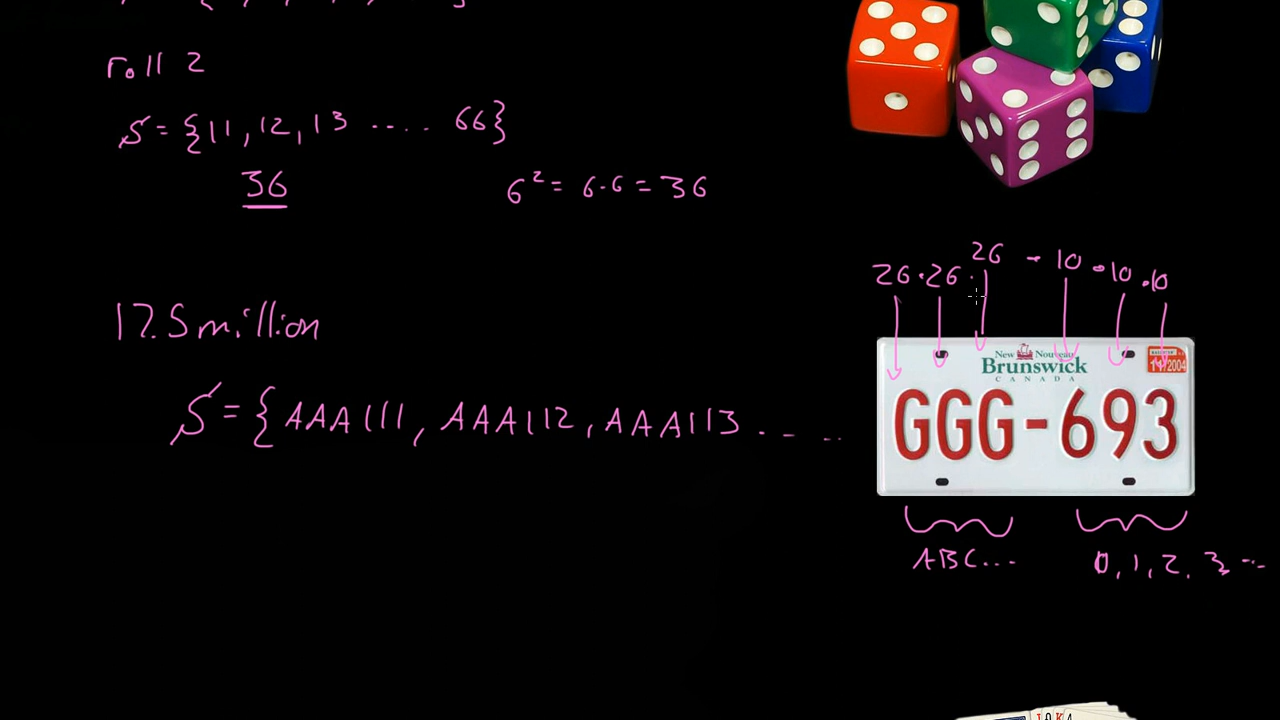 roll 2
S = {11, 12, 13 .... 66}
36
6² = 6·6 = 36
26·26·26 - 10·10·10
17.5 million
S = {AAA111, AAA112, AAA113 . - ..
New Nouveau
Brunswick
CANADA
2004
GGG-693
ABC...
0, 1, 2, 3 ...